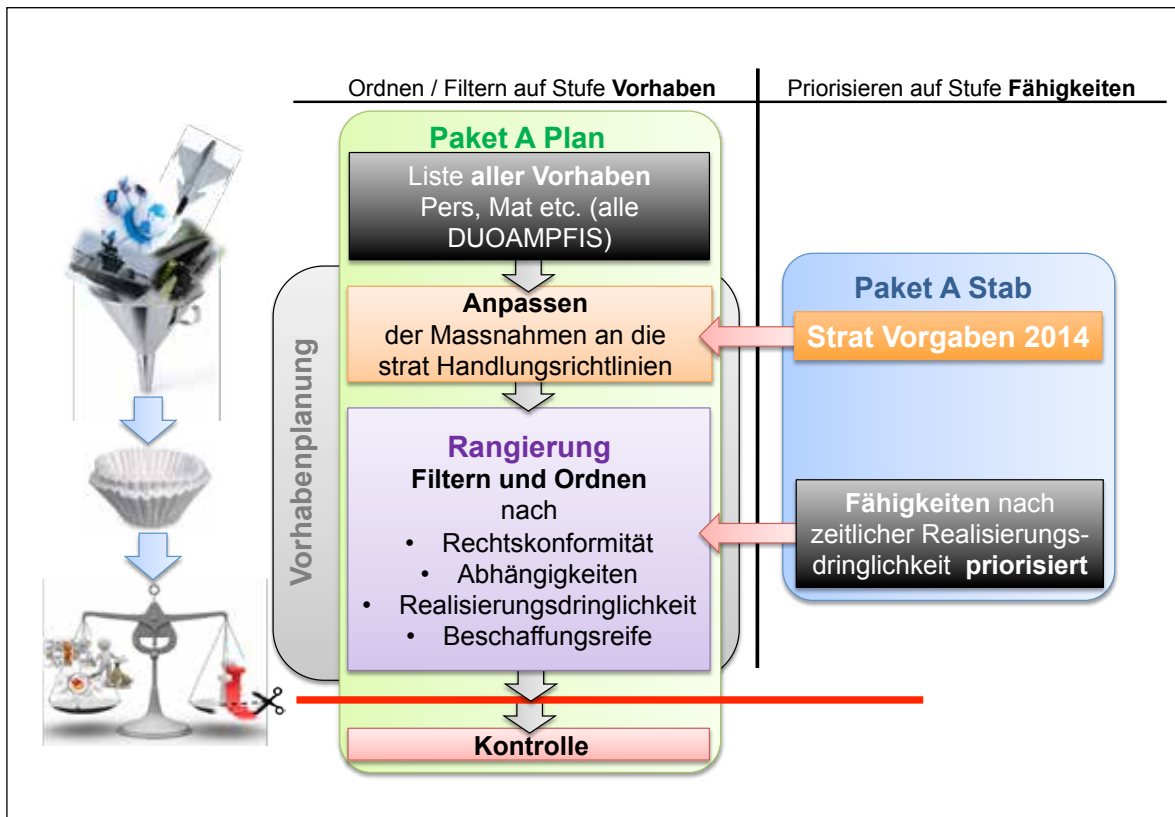 Ordnen / Filtern auf Stufe Vorhaben
Priorisieren auf Stufe Fähigkeiten
Paket A Plan
Liste aller Vorhaben
Pers, Mat etc. (alle
DUOAMPFIS)
Vorhabenplanung
Anpassen
der Massnahmen an die
strat Handlungsrichtlinien
Rangierung
Filtern und Ordnen
nach
• Rechtskonformität
• Abhängigkeiten
• Realisierungsdringlichkeit
• Beschaffungsreife
Kontrolle
Paket A Stab
Strat Vorgaben 2014
Fähigkeiten nach
zeitlicher Realisierungs-
dringlichkeit priorisiert